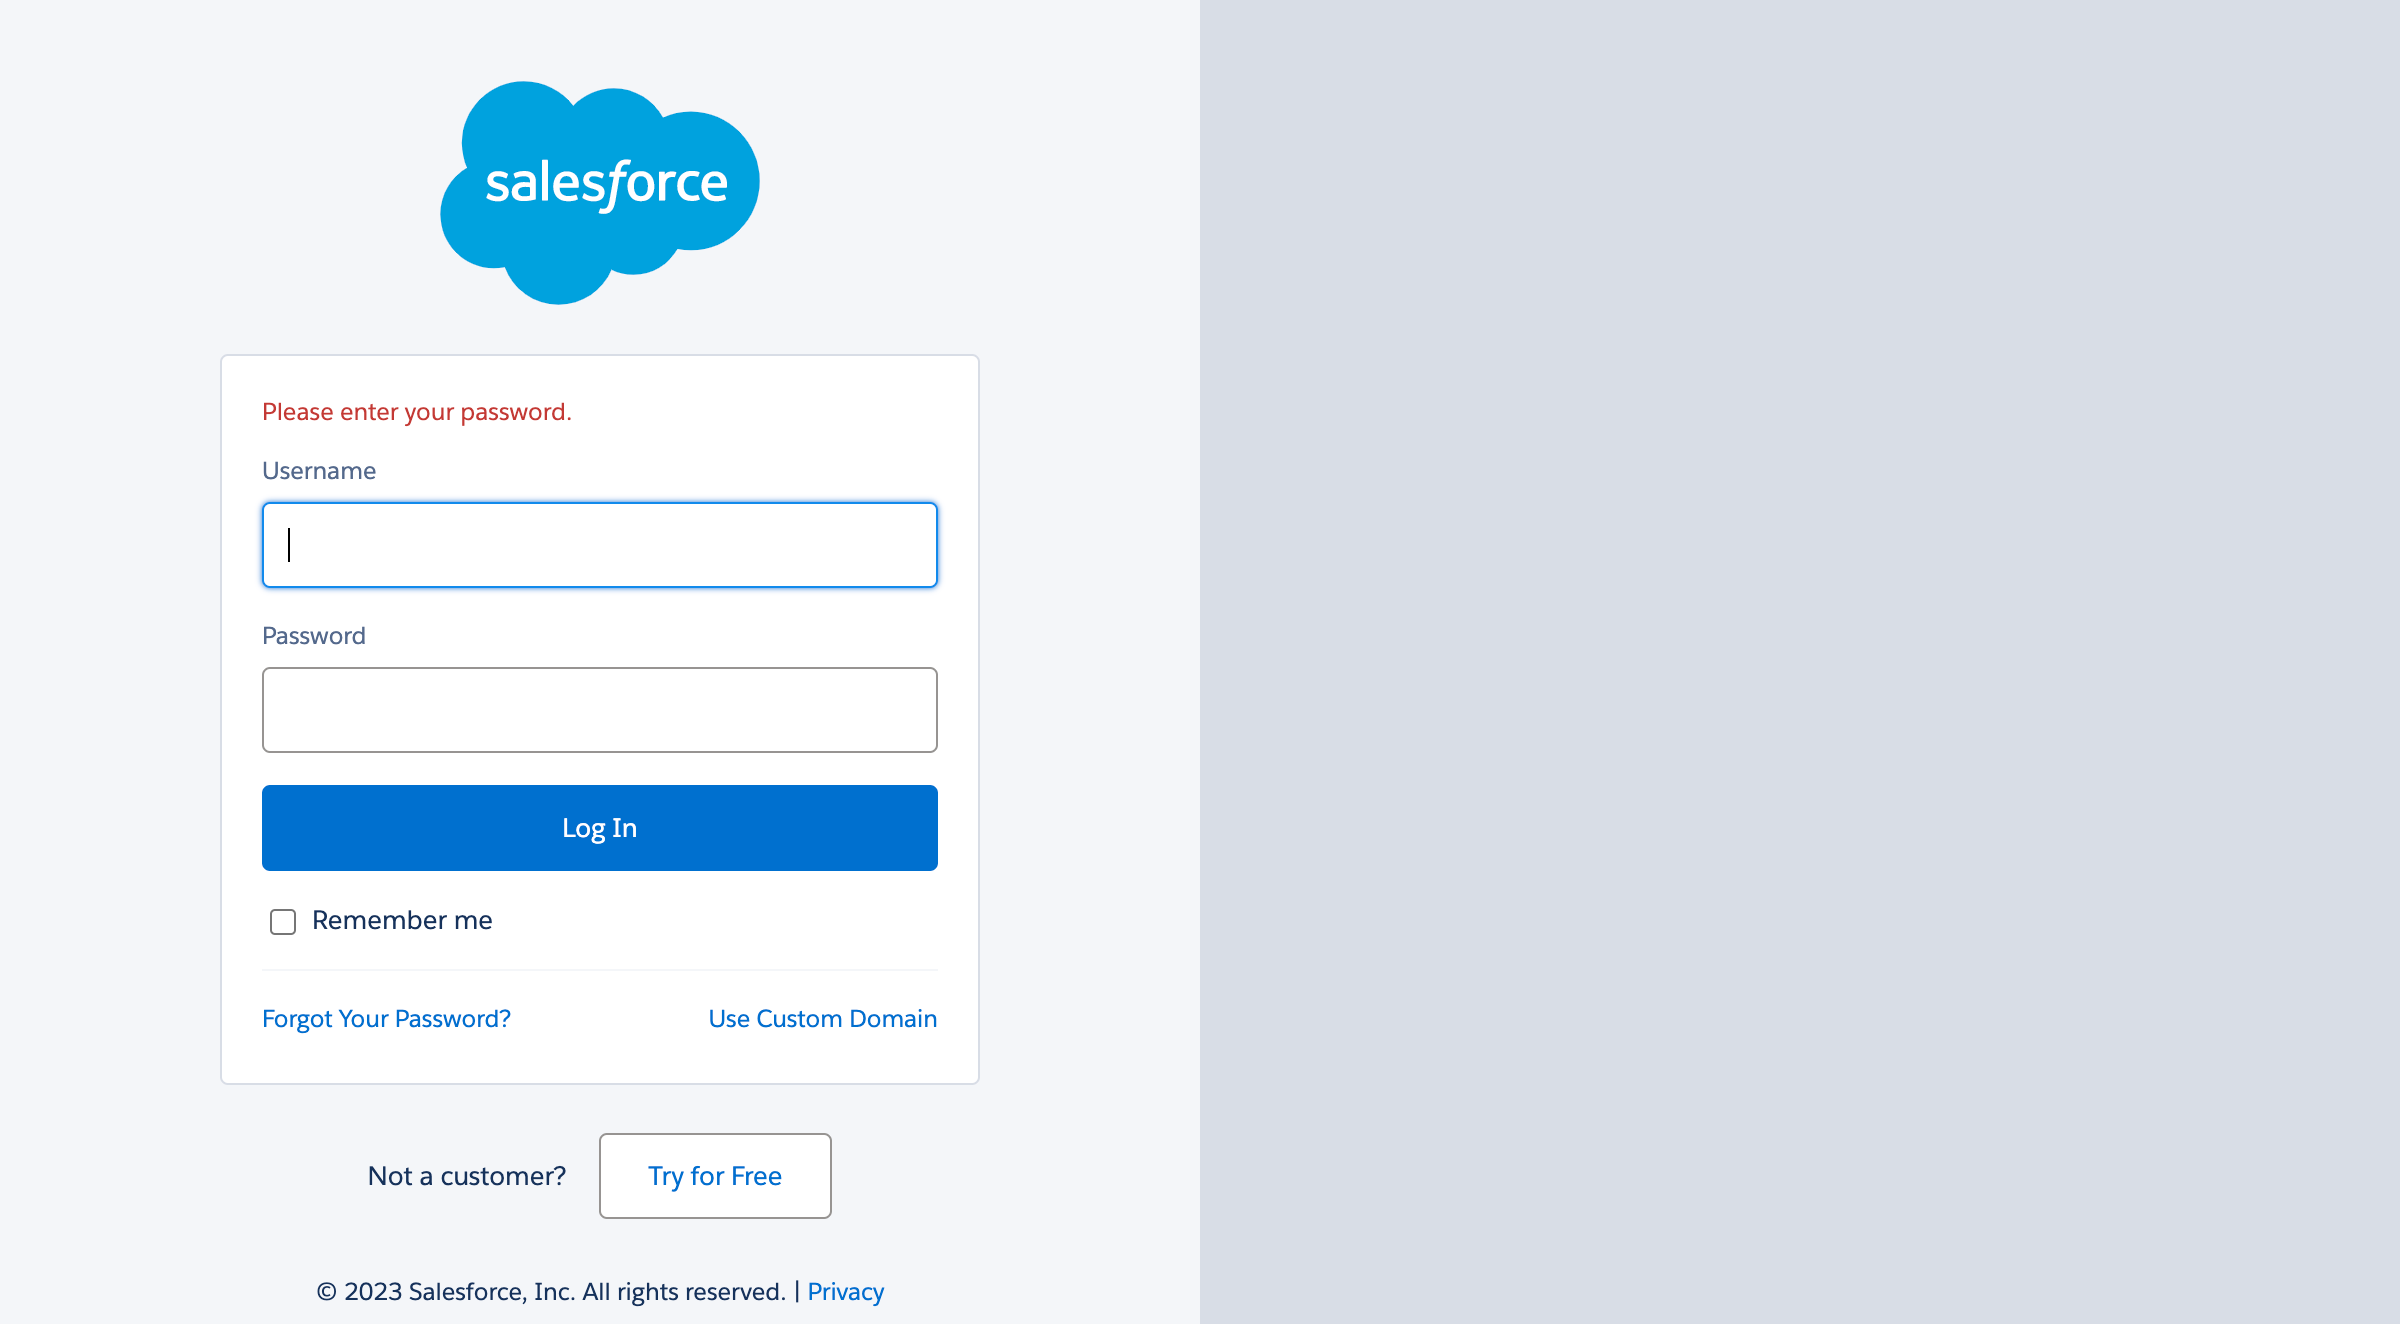 salesforce
Please enter your password.
Username
Password
Log In
Remember me
Forgot Your Password?
Use Custom Domain
Not a customer?
Try for Free
© 2023 Salesforce, Inc. All rights reserved. | Privacy